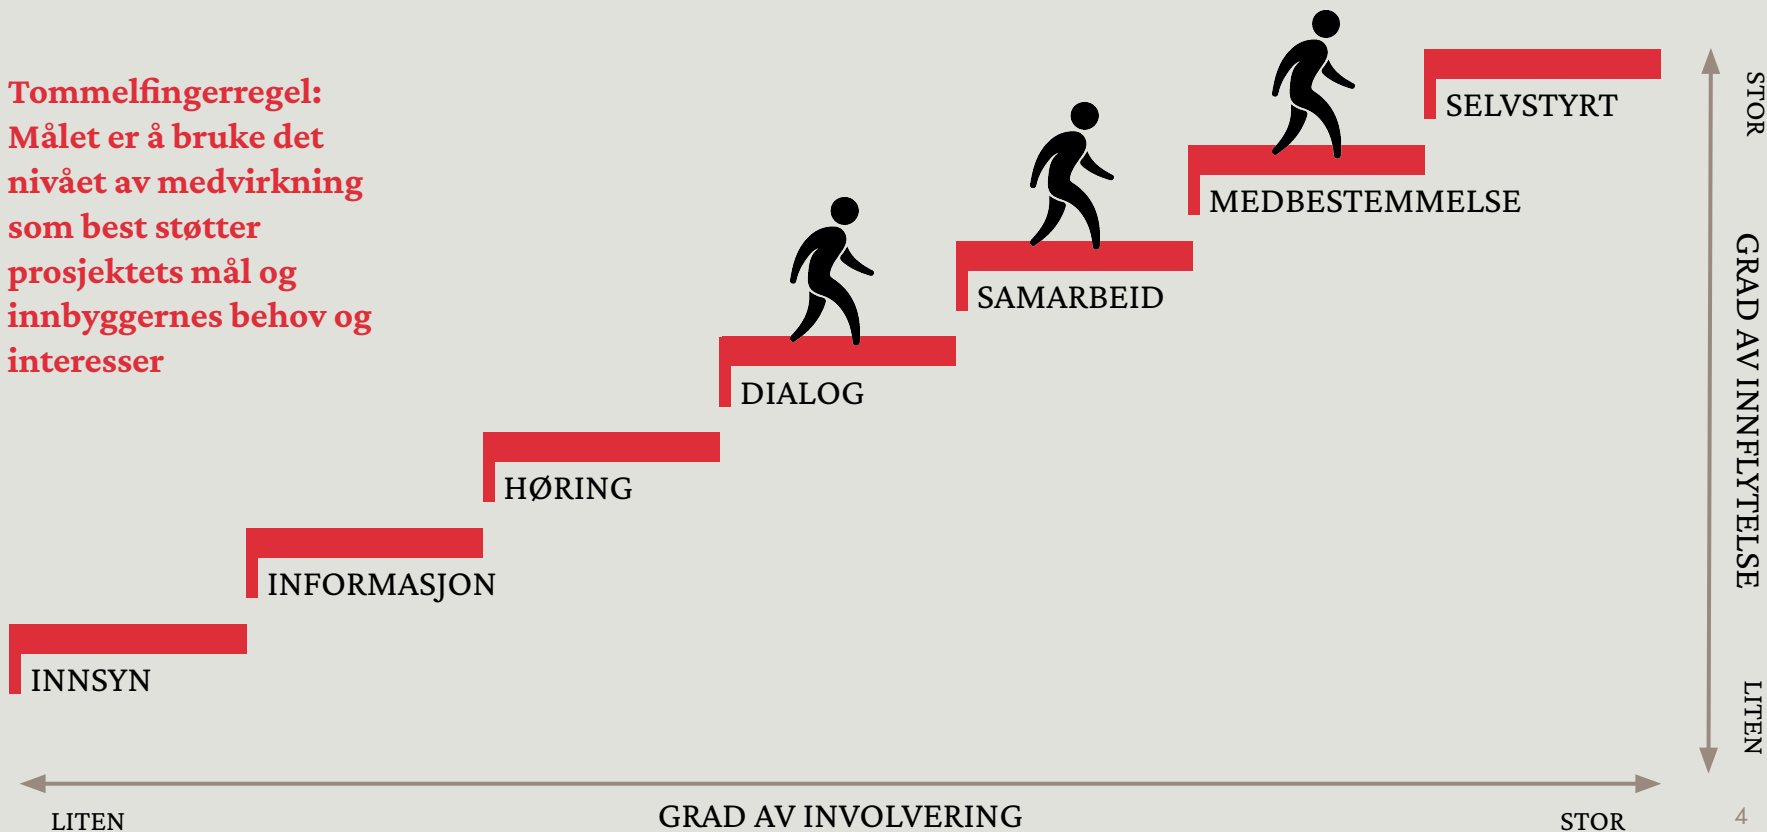 Tommelfingerregel:
Målet er å bruke det
nivået av medvirkning
som best støtter
prosjektets mål og
innbyggernes behov og
interesser
SELVSTYRT
MEDBESTEMMELSE
SAMARBEID
DIALOG
HØRING
INFORMASJON
INNSYN
STOR
GRAD AV INNFLYTELSE
LITEN
LITEN
GRAD AV INVOLVERING
STOR
4